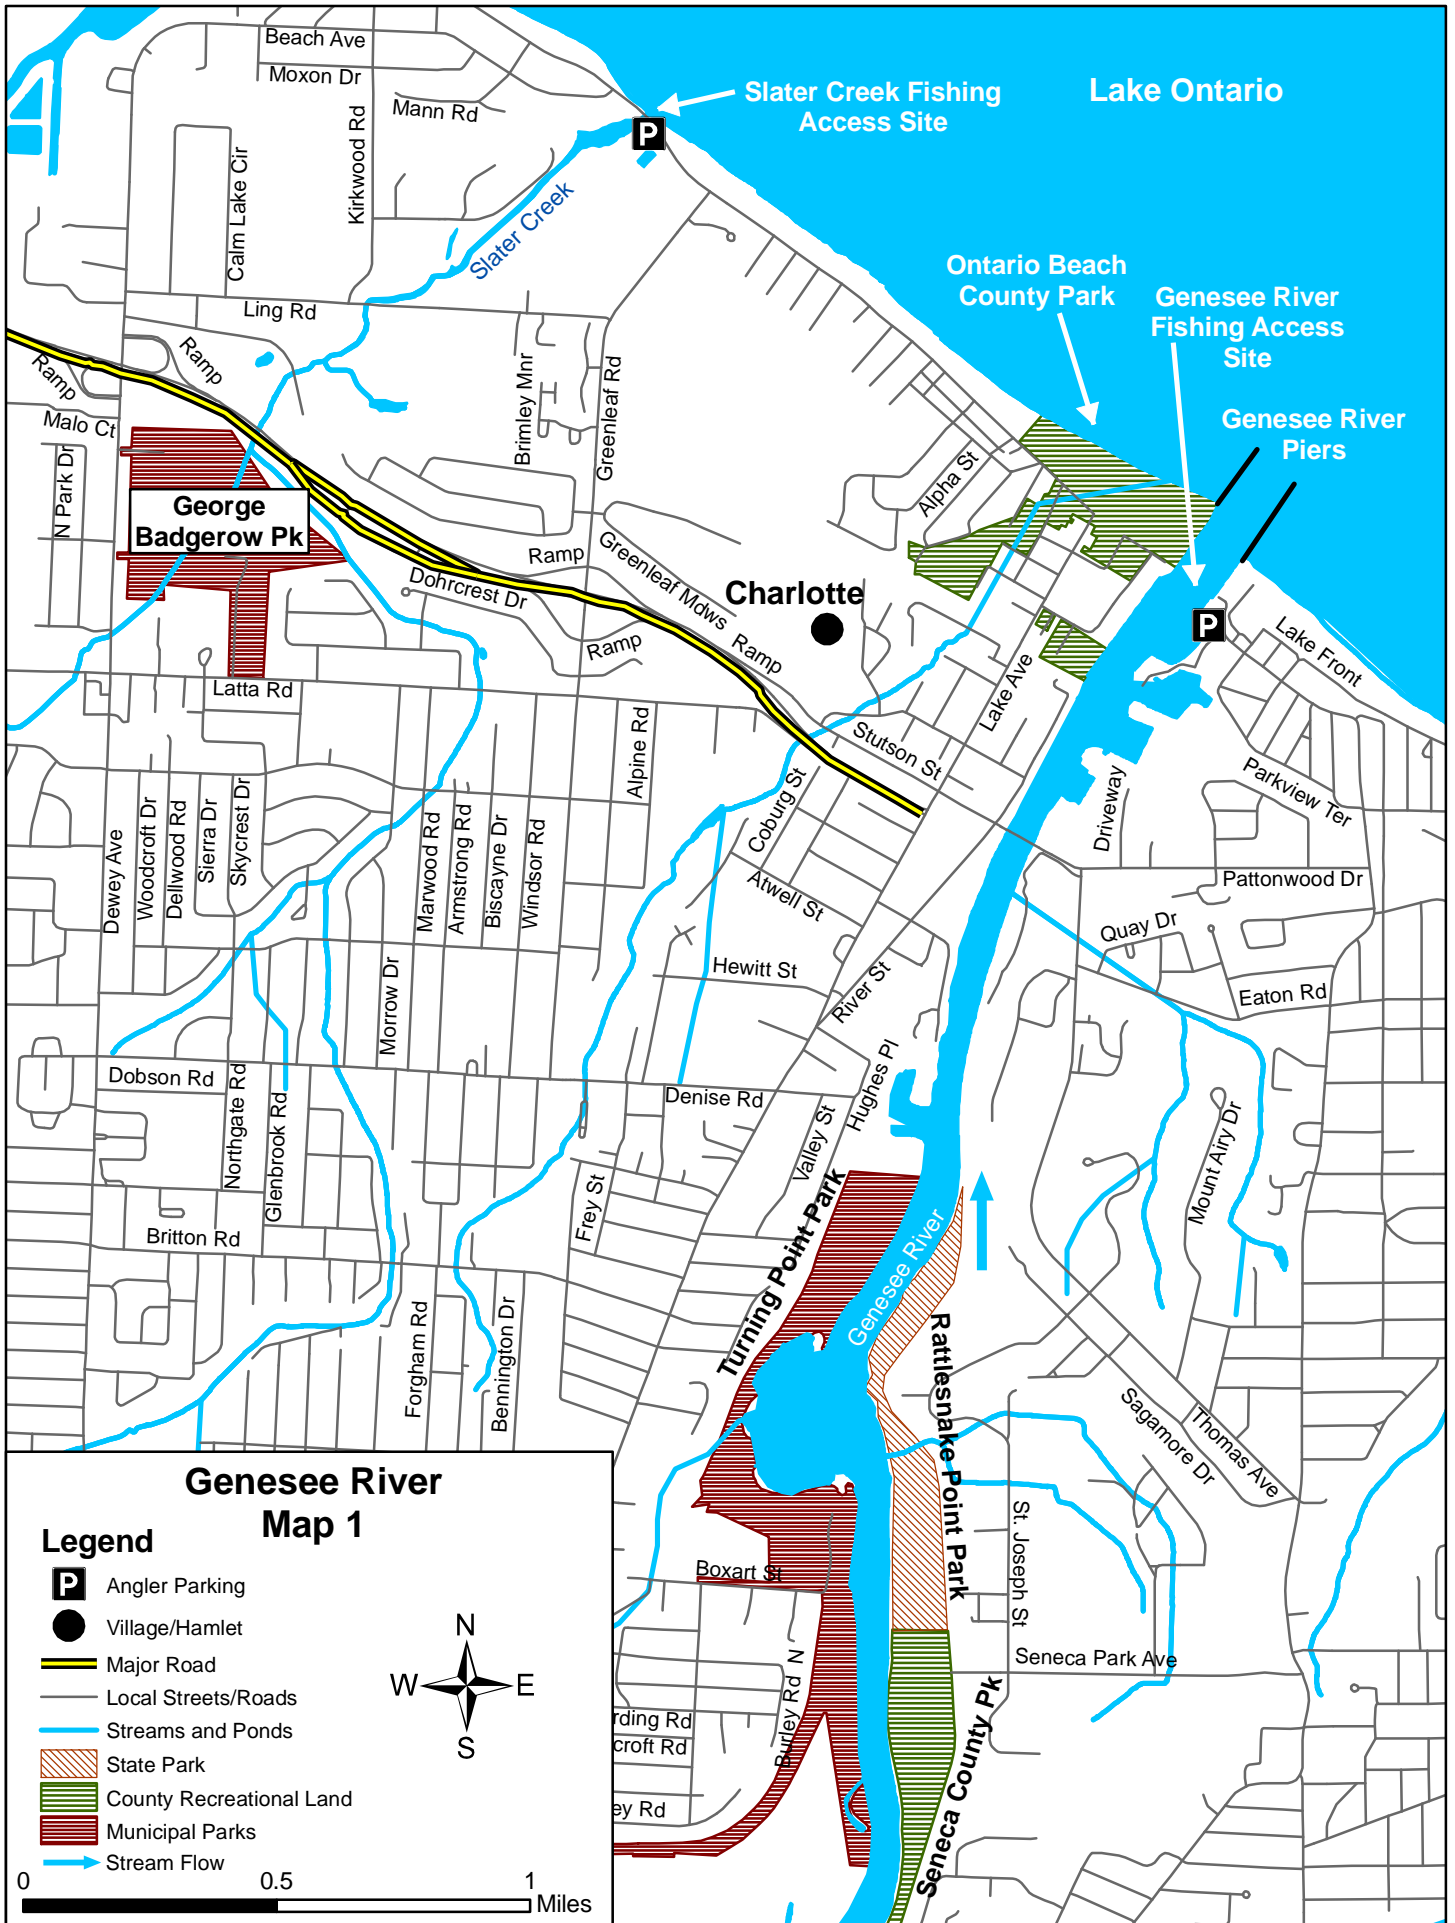 Beach Ave
Moxon Dr
Mann Rd
Kirkwood Rd
Calm Lake Cir
Slater Creek Fishing
Access Site
Lake Ontario
P
Slater Creek
Ling Rd
Ramp
Ramp
Malo Ct
N Park Dr
Brimley Mnr
Greenleaf Rd
Ontario Beach
County Park
Genesee River
Fishing Access
Site
Genesee River
Piers
George
Badgerow Pk
Alpha St
Ramp
Greenleaf Mdws
Dohrcrest Dr
Ramp
Ramp
Charlotte
P
Lake Front
Latta Rd
Lake Ave
Stutson St
Alpine Rd
Coburg St
Driveway
Parkview Ter
Dewey Ave
Woodcroft Dr
Dellwood Rd
Sierra Dr
Skycrest Dr
Marwood Rd
Armstrong Rd
Biscayne Dr
Windsor Rd
Atwell St
Pattonwood Dr
Quay Dr
Hewitt St
River St
Eaton Rd
Morrow Dr
Hughes Pl
Dobson Rd
Northgate Rd
Glenbrook Rd
Denise Rd
Valley St
Mount Airy Dr
Frey St
Britton Rd
Turning Point Park
Genesee River
Rattlesnake Point Park
Forgham Rd
Bennington Dr
Sagamore Dr
Thomas Ave
St. Joseph St
Boxart St
Seneca Park Ave
Burley Rd N
rding Rd
croft Rd
ey Rd
Seneca County Pk
Genesee River
Map 1
Legend
P Angler Parking
Village/Hamlet
Major Road
Local Streets/Roads
Streams and Ponds
State Park
County Recreational Land
Municipal Parks
Stream Flow
N
W E
S
0 0.5 1
Miles